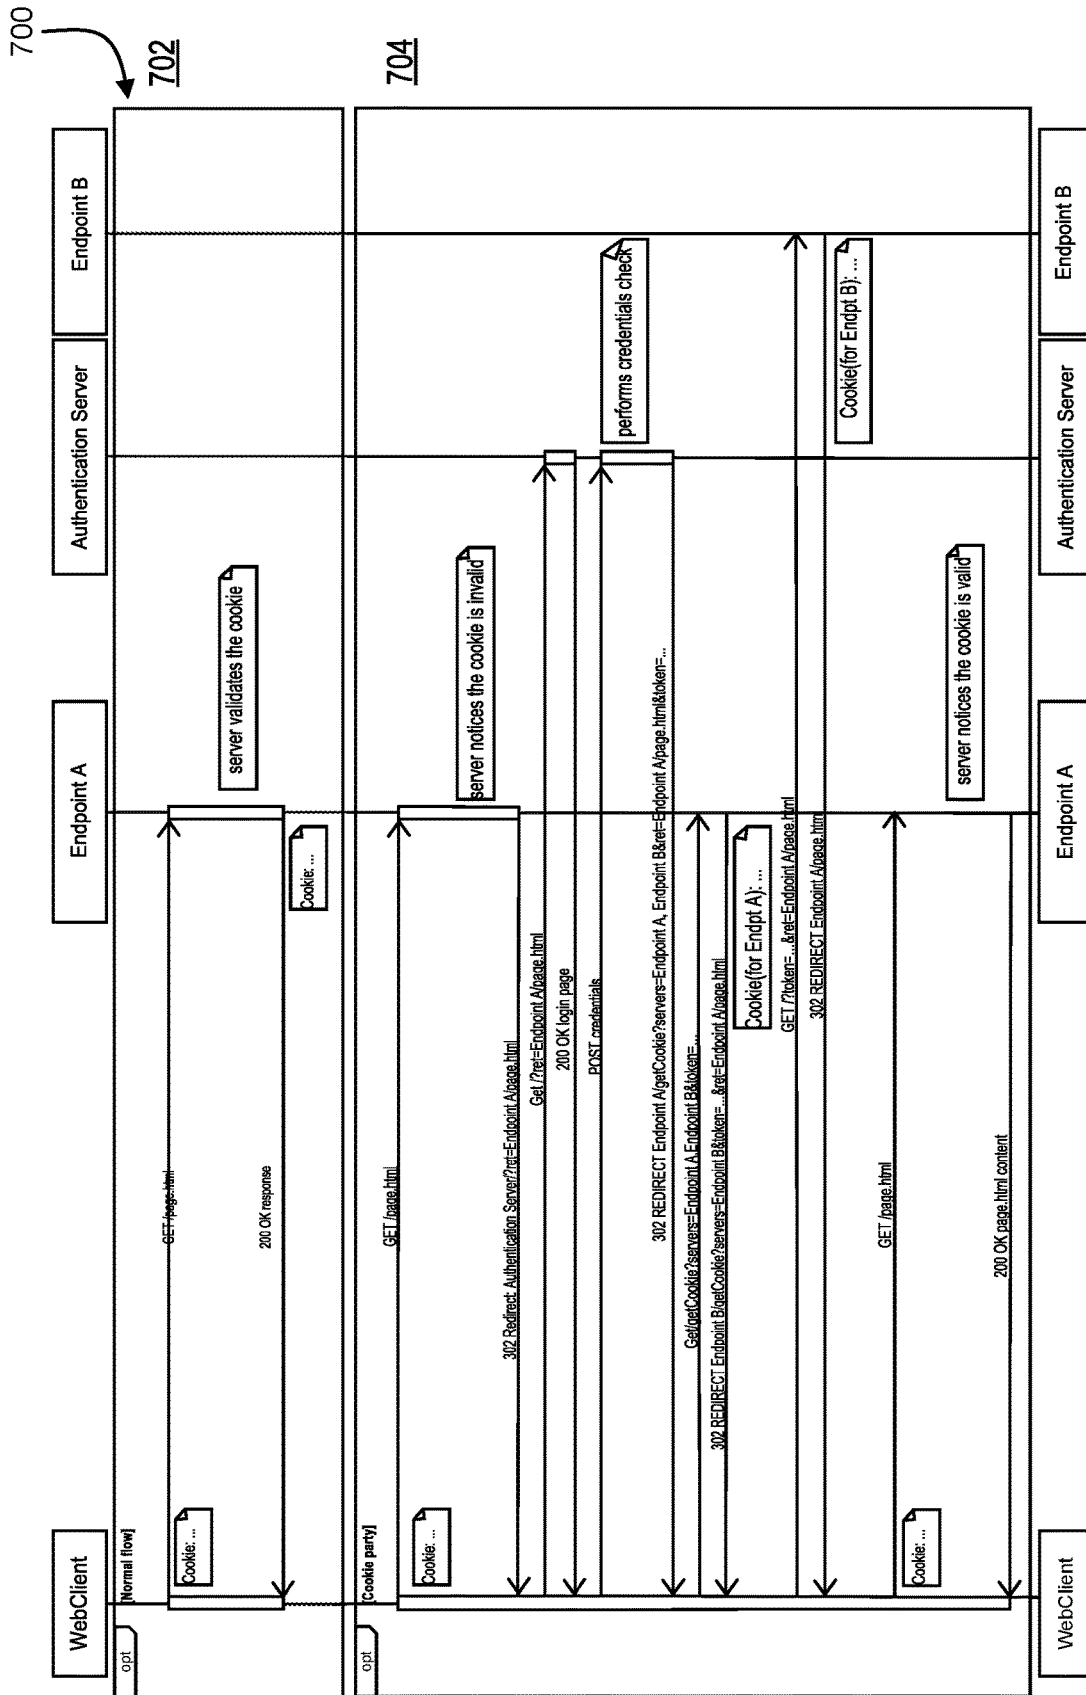 700
702
704
WebClient
Endpoint A
Authentication Server
Endpoint B
opt
[Normal flow]
GET /page.html
Cookie: ...
server validates the cookie
200 OK response
Cookie: ...
opt
[Cookie party]
GET /page.html
Cookie: ...
server notices the cookie is invalid
302 Redirect: Authentication Server/?ret=Endpoint A/page.html
Get /?ret=Endpoint A/page.html
200 OK login page
POST credentials
performs credentials check
302 REDIRECT Endpoint A/getCookie?servers=Endpoint A, Endpoint B&ret=Endpoint A/page.html&token=...
Get/getCookie?servers=Endpoint A,Endpoint B&token=...
302 REDIRECT Endpoint B/getCookie?servers=Endpoint B&token=...&ret=Endpoint A/page.html
Cookie(for Endpt A): ...
GET /?token=...&ret=Endpoint A/page.html
302 REDIRECT Endpoint A/page.html
Cookie(for Endpt B): ...
GET /page.html
Cookie: ...
server notices the cookie is valid
200 OK page.html content
WebClient
Endpoint A
Authentication Server
Endpoint B